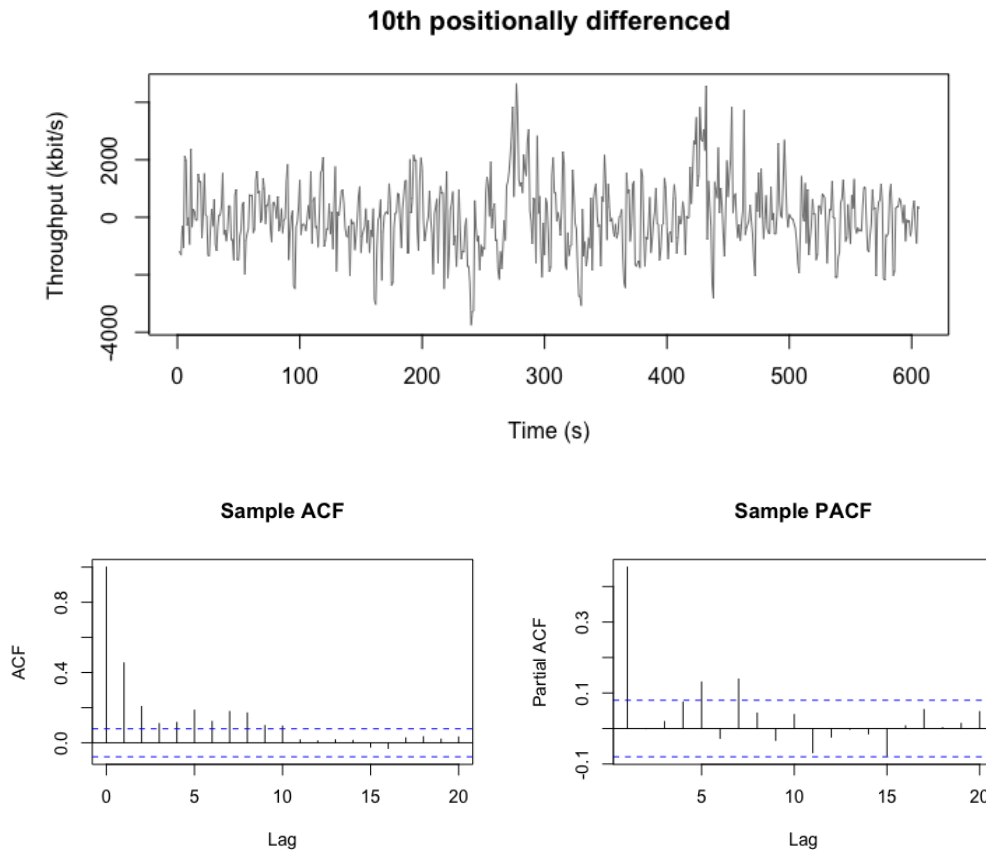 10th positionally differenced
Throughput (kbit/s)
2000
0
-4000
0 100 200 300 400 500 600
Time (s)
Sample ACF
ACF
0.8
0.4
0.0
0 5 10 15 20
Lag
Sample PACF
Partial ACF
0.3
0.1
-0.1
5 10 15 20
Lag